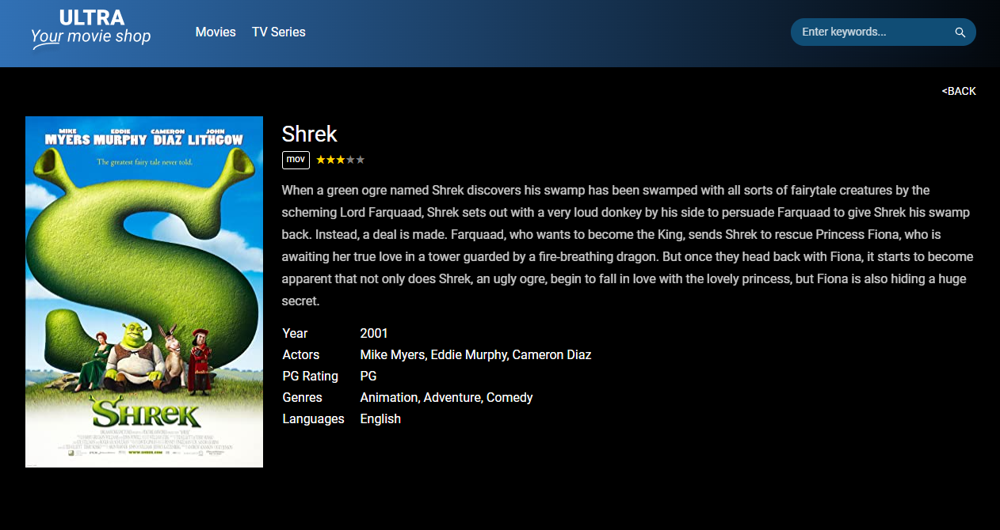 ULTRA
Your movie shop
Movies TV Series
Enter keywords...
<BACK
MIKE EDDIE CAMERON JOHN
MYERS MURPHY DIAZ LITHGOW
The greatest fairy tale never told.
SHREK
WWW.SHREK.COM
Shrek
mov
When a green ogre named Shrek discovers his swamp has been swamped with all sorts of fairytale creatures by the
scheming Lord Farquaad, Shrek sets out with a very loud donkey by his side to persuade Farquaad to give Shrek his swamp
back. Instead, a deal is made. Farquaad, who wants to become the King, sends Shrek to rescue Princess Fiona, who is
awaiting her true love in a tower guarded by a fire-breathing dragon. But once they head back with Fiona, it starts to become
apparent that not only does Shrek, an ugly ogre, begin to fall in love with the lovely princess, but Fiona is also hiding a huge
secret.
Year 2001
Actors Mike Myers, Eddie Murphy, Cameron Diaz
PG Rating PG
Genres Animation, Adventure, Comedy
Languages English